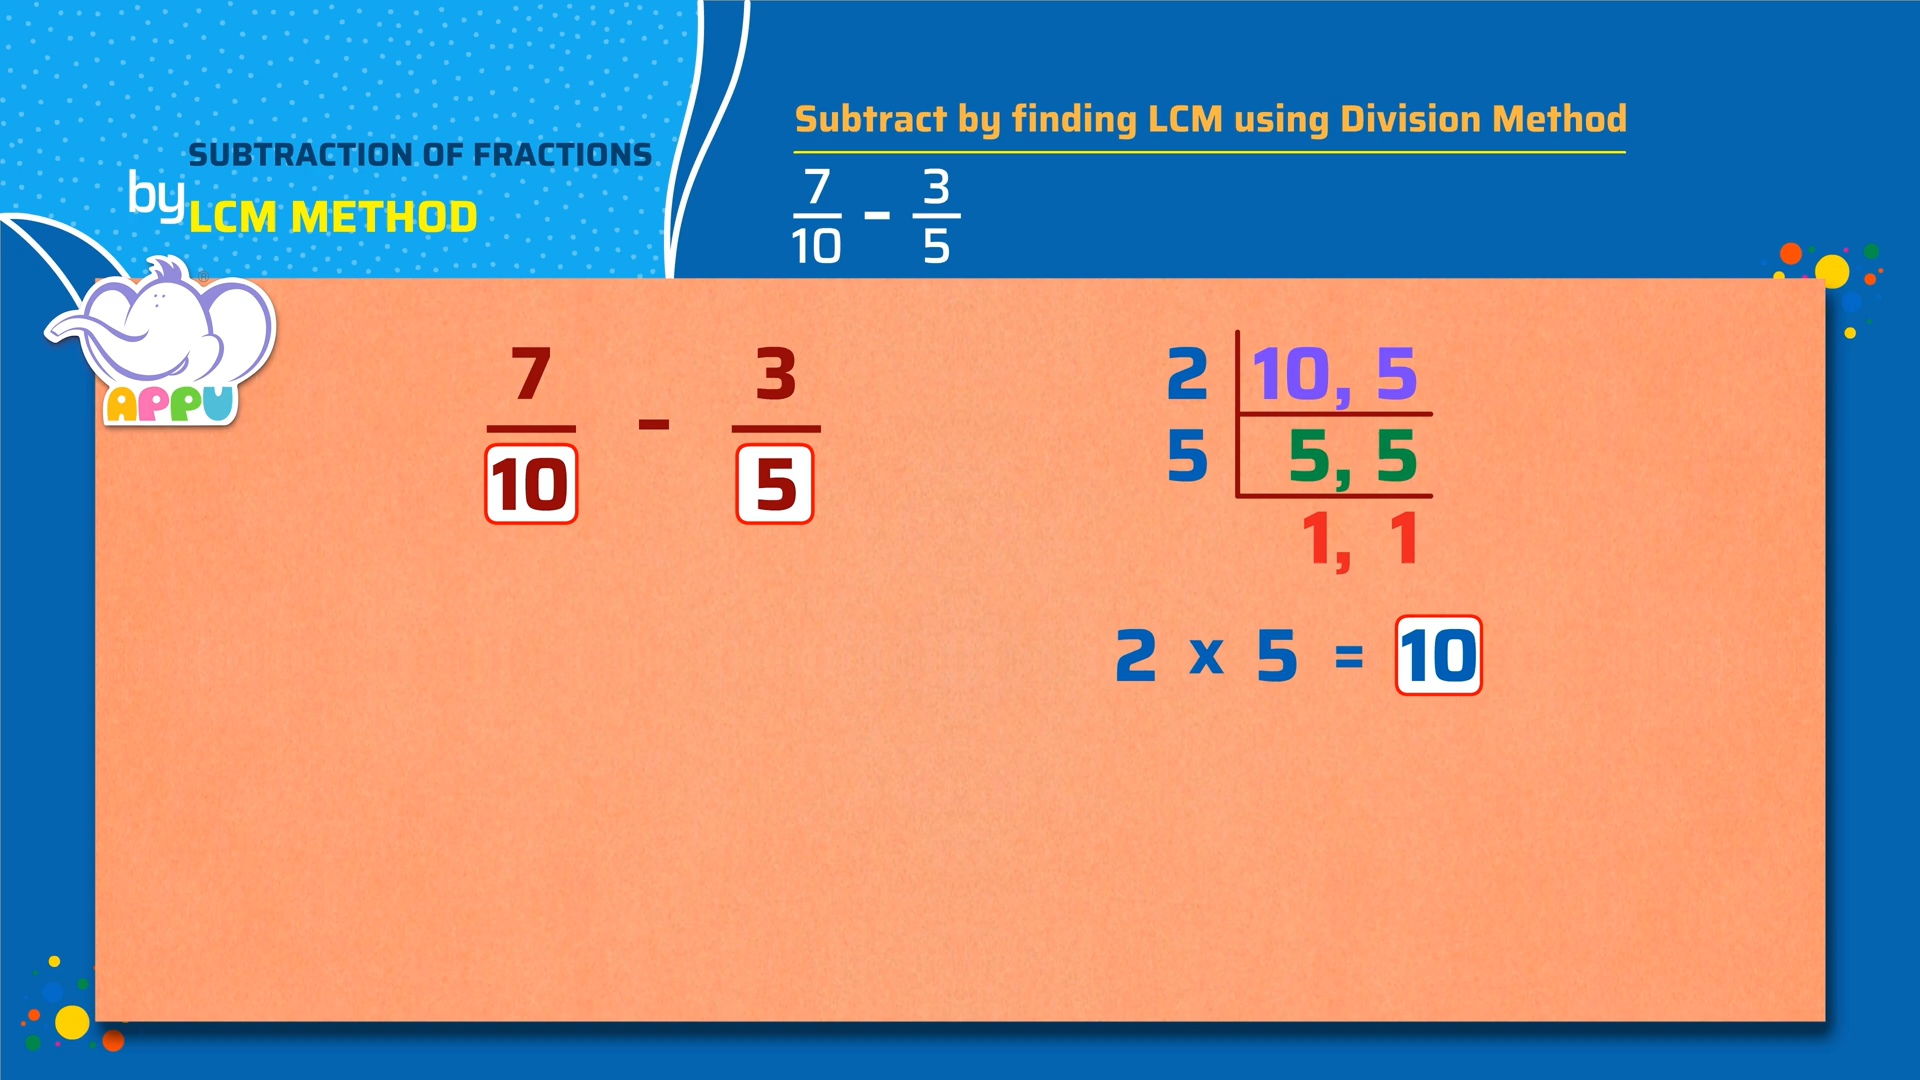 SUBTRACTION OF FRACTIONS
by LCM METHOD
Subtract by finding LCM using Division Method
7/10 - 3/5
®
APPU
7/10 - 3/5
2 | 10, 5
5 | 5, 5
1, 1
2 x 5 = 10